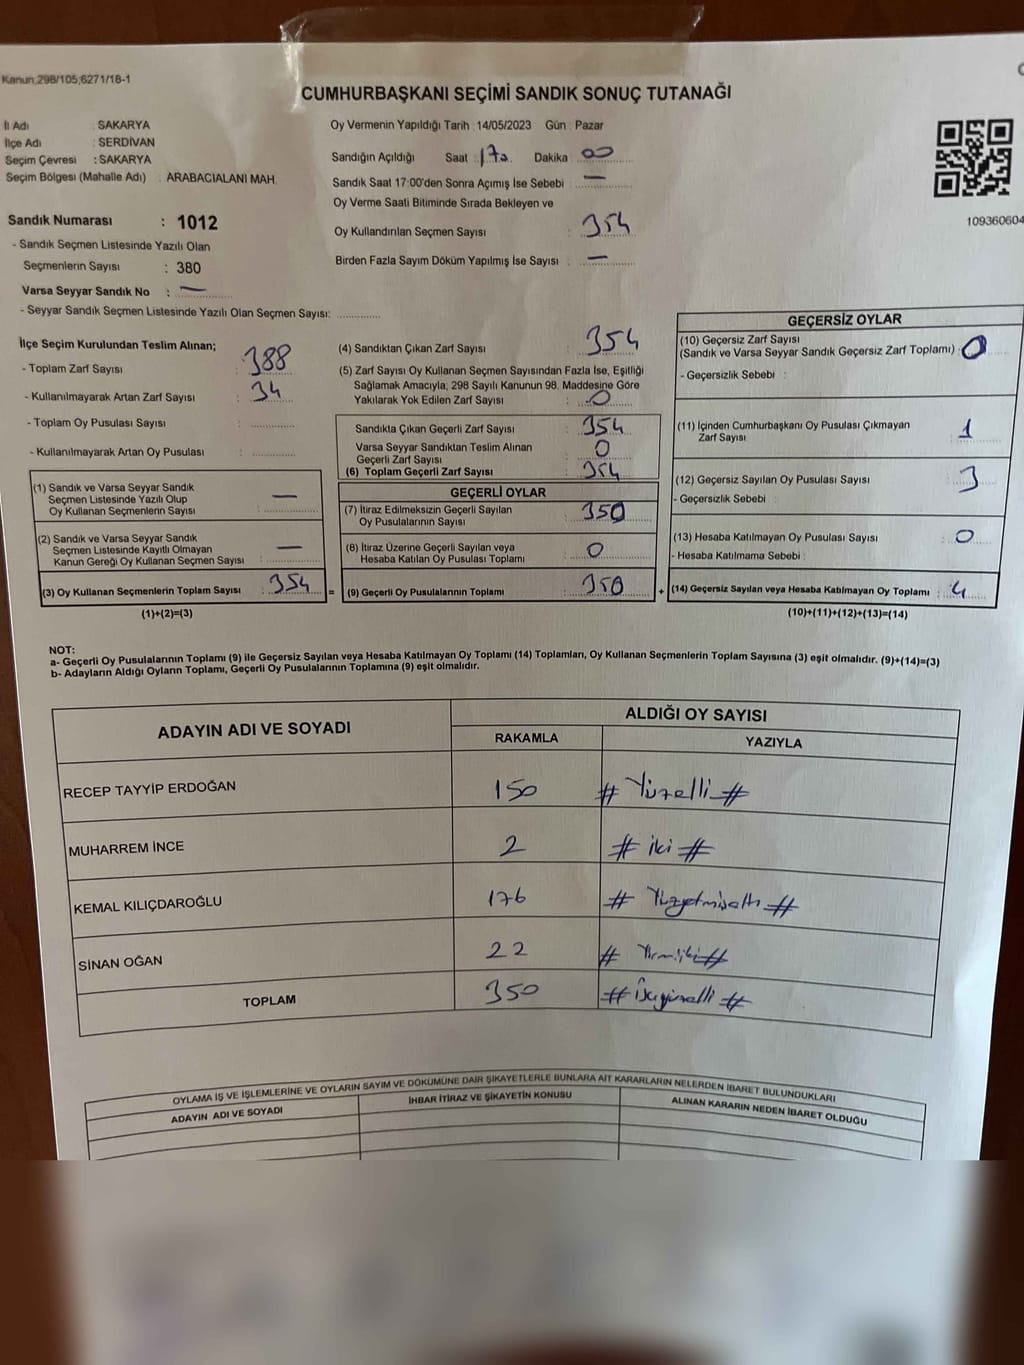 Kanun;298/105;6271/18-1
CUMHURBAŞKANI SEÇİMİ SANDIK SONUÇ TUTANAĞI
İl Adı : SAKARYA
İlçe Adı : SERDİVAN
Seçim Çevresi : SAKARYA
Seçim Bölgesi (Mahalle Adı) : ARABACIALANI MAH.
Sandık Numarası : 1012
- Sandık Seçmen Listesinde Yazılı Olan
Seçmenlerin Sayısı : 380
Varsa Seyyar Sandık No : —
- Seyyar Sandık Seçmen Listesinde Yazılı Olan Seçmen Sayısı:
Oy Vermenin Yapıldığı Tarih : 14/05/2023 Gün : Pazar
Sandığın Açıldığı Saat : Dakika : 00
Sandık Saat 17:00'den Sonra Açımış İse Sebebi : —
Oy Verme Saati Bitiminde Sırada Bekleyen ve
Oy Kullandırılan Seçmen Sayısı : 354
Birden Fazla Sayım Döküm Yapılmış İse Sayısı : —
109360604
İlçe Seçim Kurulundan Teslim Alınan;
- Toplam Zarf Sayısı : 388
- Kullanılmayarak Artan Zarf Sayısı : 34
- Toplam Oy Pusulası Sayısı :
- Kullanılmayarak Artan Oy Pusulası :
(1) Sandık ve Varsa Seyyar Sandık
Seçmen Listesinde Yazılı Olup
Oy Kullanan Seçmenlerin Sayısı : —
(2) Sandık ve Varsa Seyyar Sandık
Seçmen Listesinde Kayıtlı Olmayan
Kanun Gereği Oy Kullanan Seçmen Sayısı : —
(3) Oy Kullanan Seçmenlerin Toplam Sayısı : 354 =
(1)+(2)=(3)
(4) Sandıktan Çıkan Zarf Sayısı : 354
(5) Zarf Sayısı Oy Kullanan Seçmen Sayısından Fazla İse, Eşitliği
Sağlamak Amacıyla; 298 Sayılı Kanunun 98. Maddesine Göre
Yakılarak Yok Edilen Zarf Sayısı : 0
Sandıkta Çıkan Geçerli Zarf Sayısı : 354
Varsa Seyyar Sandıktan Teslim Alınan
Geçerli Zarf Sayısı : 0
(6) Toplam Geçerli Zarf Sayısı : 354
GEÇERLİ OYLAR
(7) İtiraz Edilmeksizin Geçerli Sayılan
Oy Pusulalarının Sayısı : 350
(8) İtiraz Üzerine Geçerli Sayılan veya
Hesaba Katılan Oy Pusulası Toplamı : 0
(9) Geçerli Oy Pusulalarının Toplamı : 350 +
GEÇERSİZ OYLAR
(10) Geçersiz Zarf Sayısı
(Sandık ve Varsa Seyyar Sandık Geçersiz Zarf Toplamı) : 0
- Geçersizlik Sebebi :
(11) İçinden Cumhurbaşkanı Oy Pusulası Çıkmayan
Zarf Sayısı : 1
(12) Geçersiz Sayılan Oy Pusulası Sayısı : 3
- Geçersizlik Sebebi :
(13) Hesaba Katılmayan Oy Pusulası Sayısı : 0
- Hesaba Katılmama Sebebi :
(14) Geçersiz Sayılan veya Hesaba Katılmayan Oy Toplamı : 4
(10)+(11)+(12)+(13)=(14)
NOT:
a- Geçerli Oy Pusulalarının Toplamı (9) ile Geçersiz Sayılan veya Hesaba Katılmayan Oy Toplamı (14) Toplamları, Oy Kullanan Seçmenlerin Toplam Sayısına (3) eşit olmalıdır. (9)+(14)=(3)
b- Adayların Aldığı Oyların Toplamı, Geçerli Oy Pusulalarının Toplamına (9) eşit olmalıdır.
ADAYIN ADI VE SOYADI ALDIĞI OY SAYISI
RAKAMLA YAZIYLA
RECEP TAYYİP ERDOĞAN 150 # Yüzelli #
MUHARREM İNCE 2 # iki #
KEMAL KILIÇDAROĞLU 176 # Yüzyetmişaltı #
SİNAN OĞAN 22 # Yirmiiki #
TOPLAM 350 # #
OYLAMA İŞ VE İŞLEMLERİNE VE OYLARIN SAYIM VE DÖKÜMÜNE DAİR ŞİKAYETLERLE BUNLARA AİT KARARLARIN NELERDEN İBARET BULUNDUKLARI
ADAYIN ADI VE SOYADI İHBAR İTİRAZ VE ŞİKAYETİN KONUSU ALINAN KARARIN NEDEN İBARET OLDUĞU